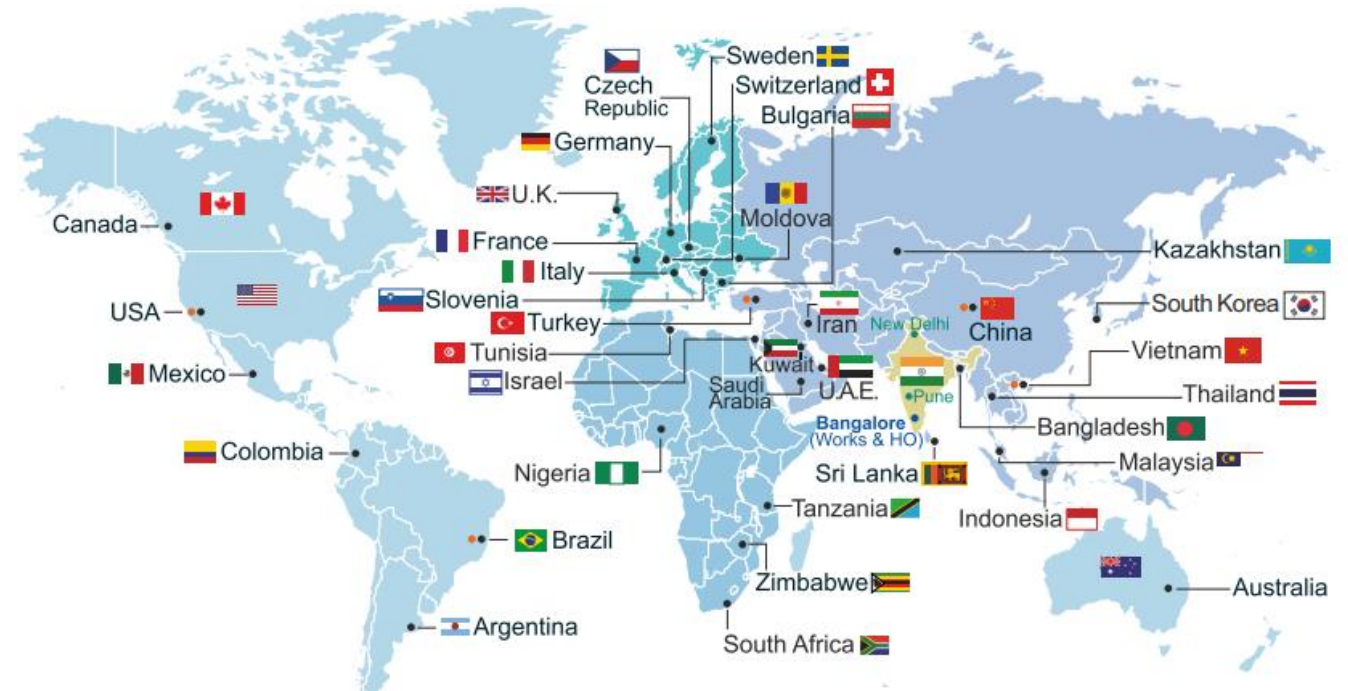 Sweden
Czech
Republic
Switzerland
Bulgaria
Germany
U.K.
Moldova
Canada
France
Kazakhstan
Italy
Slovenia
USA
South Korea
Turkey
Iran
New Delhi
China
Tunisia
Kuwait
Vietnam
Mexico
Israel
Saudi
Arabia
U.A.E.
Pune
Thailand
Bangalore
(Works & HO)
Bangladesh
Colombia
Nigeria
Sri Lanka
Malaysia
Tanzania
Indonesia
Brazil
Zimbabwe
Australia
Argentina
South Africa